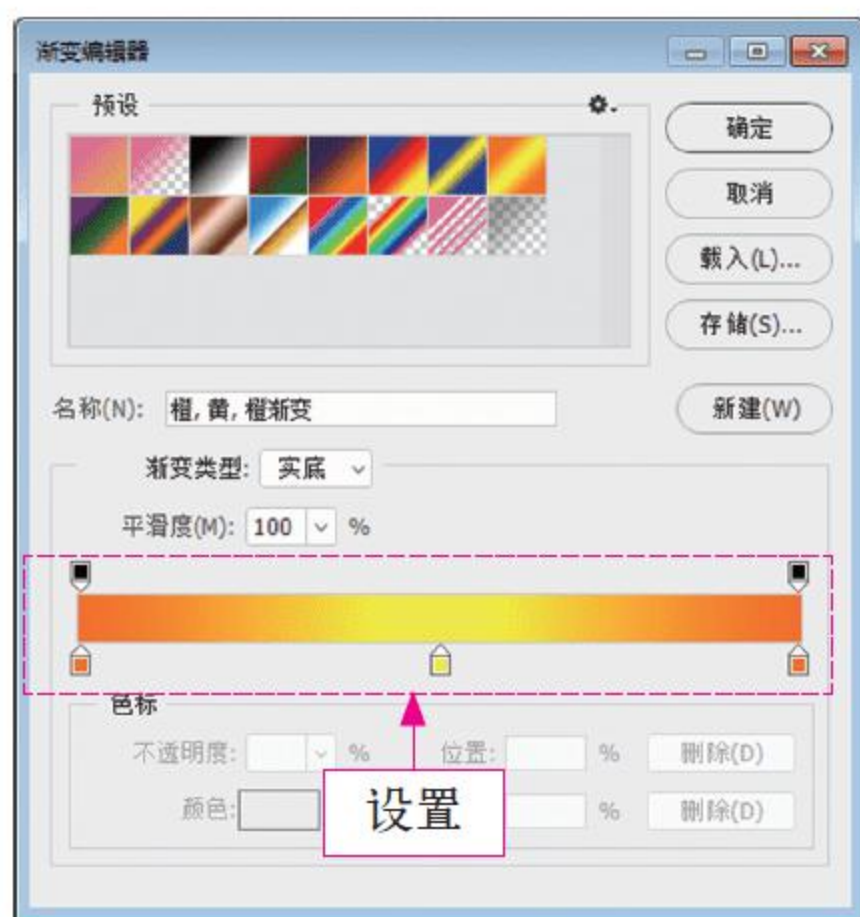 渐变编辑器
预设
确定
取消
载入(L)...
存储(S)...
名称(N): 橙, 黄, 橙渐变
新建(W)
渐变类型: 实底
平滑度(M): 100 %
色标
不透明度: % 位置: % 删除(D)
颜色: % 删除(D)
设置